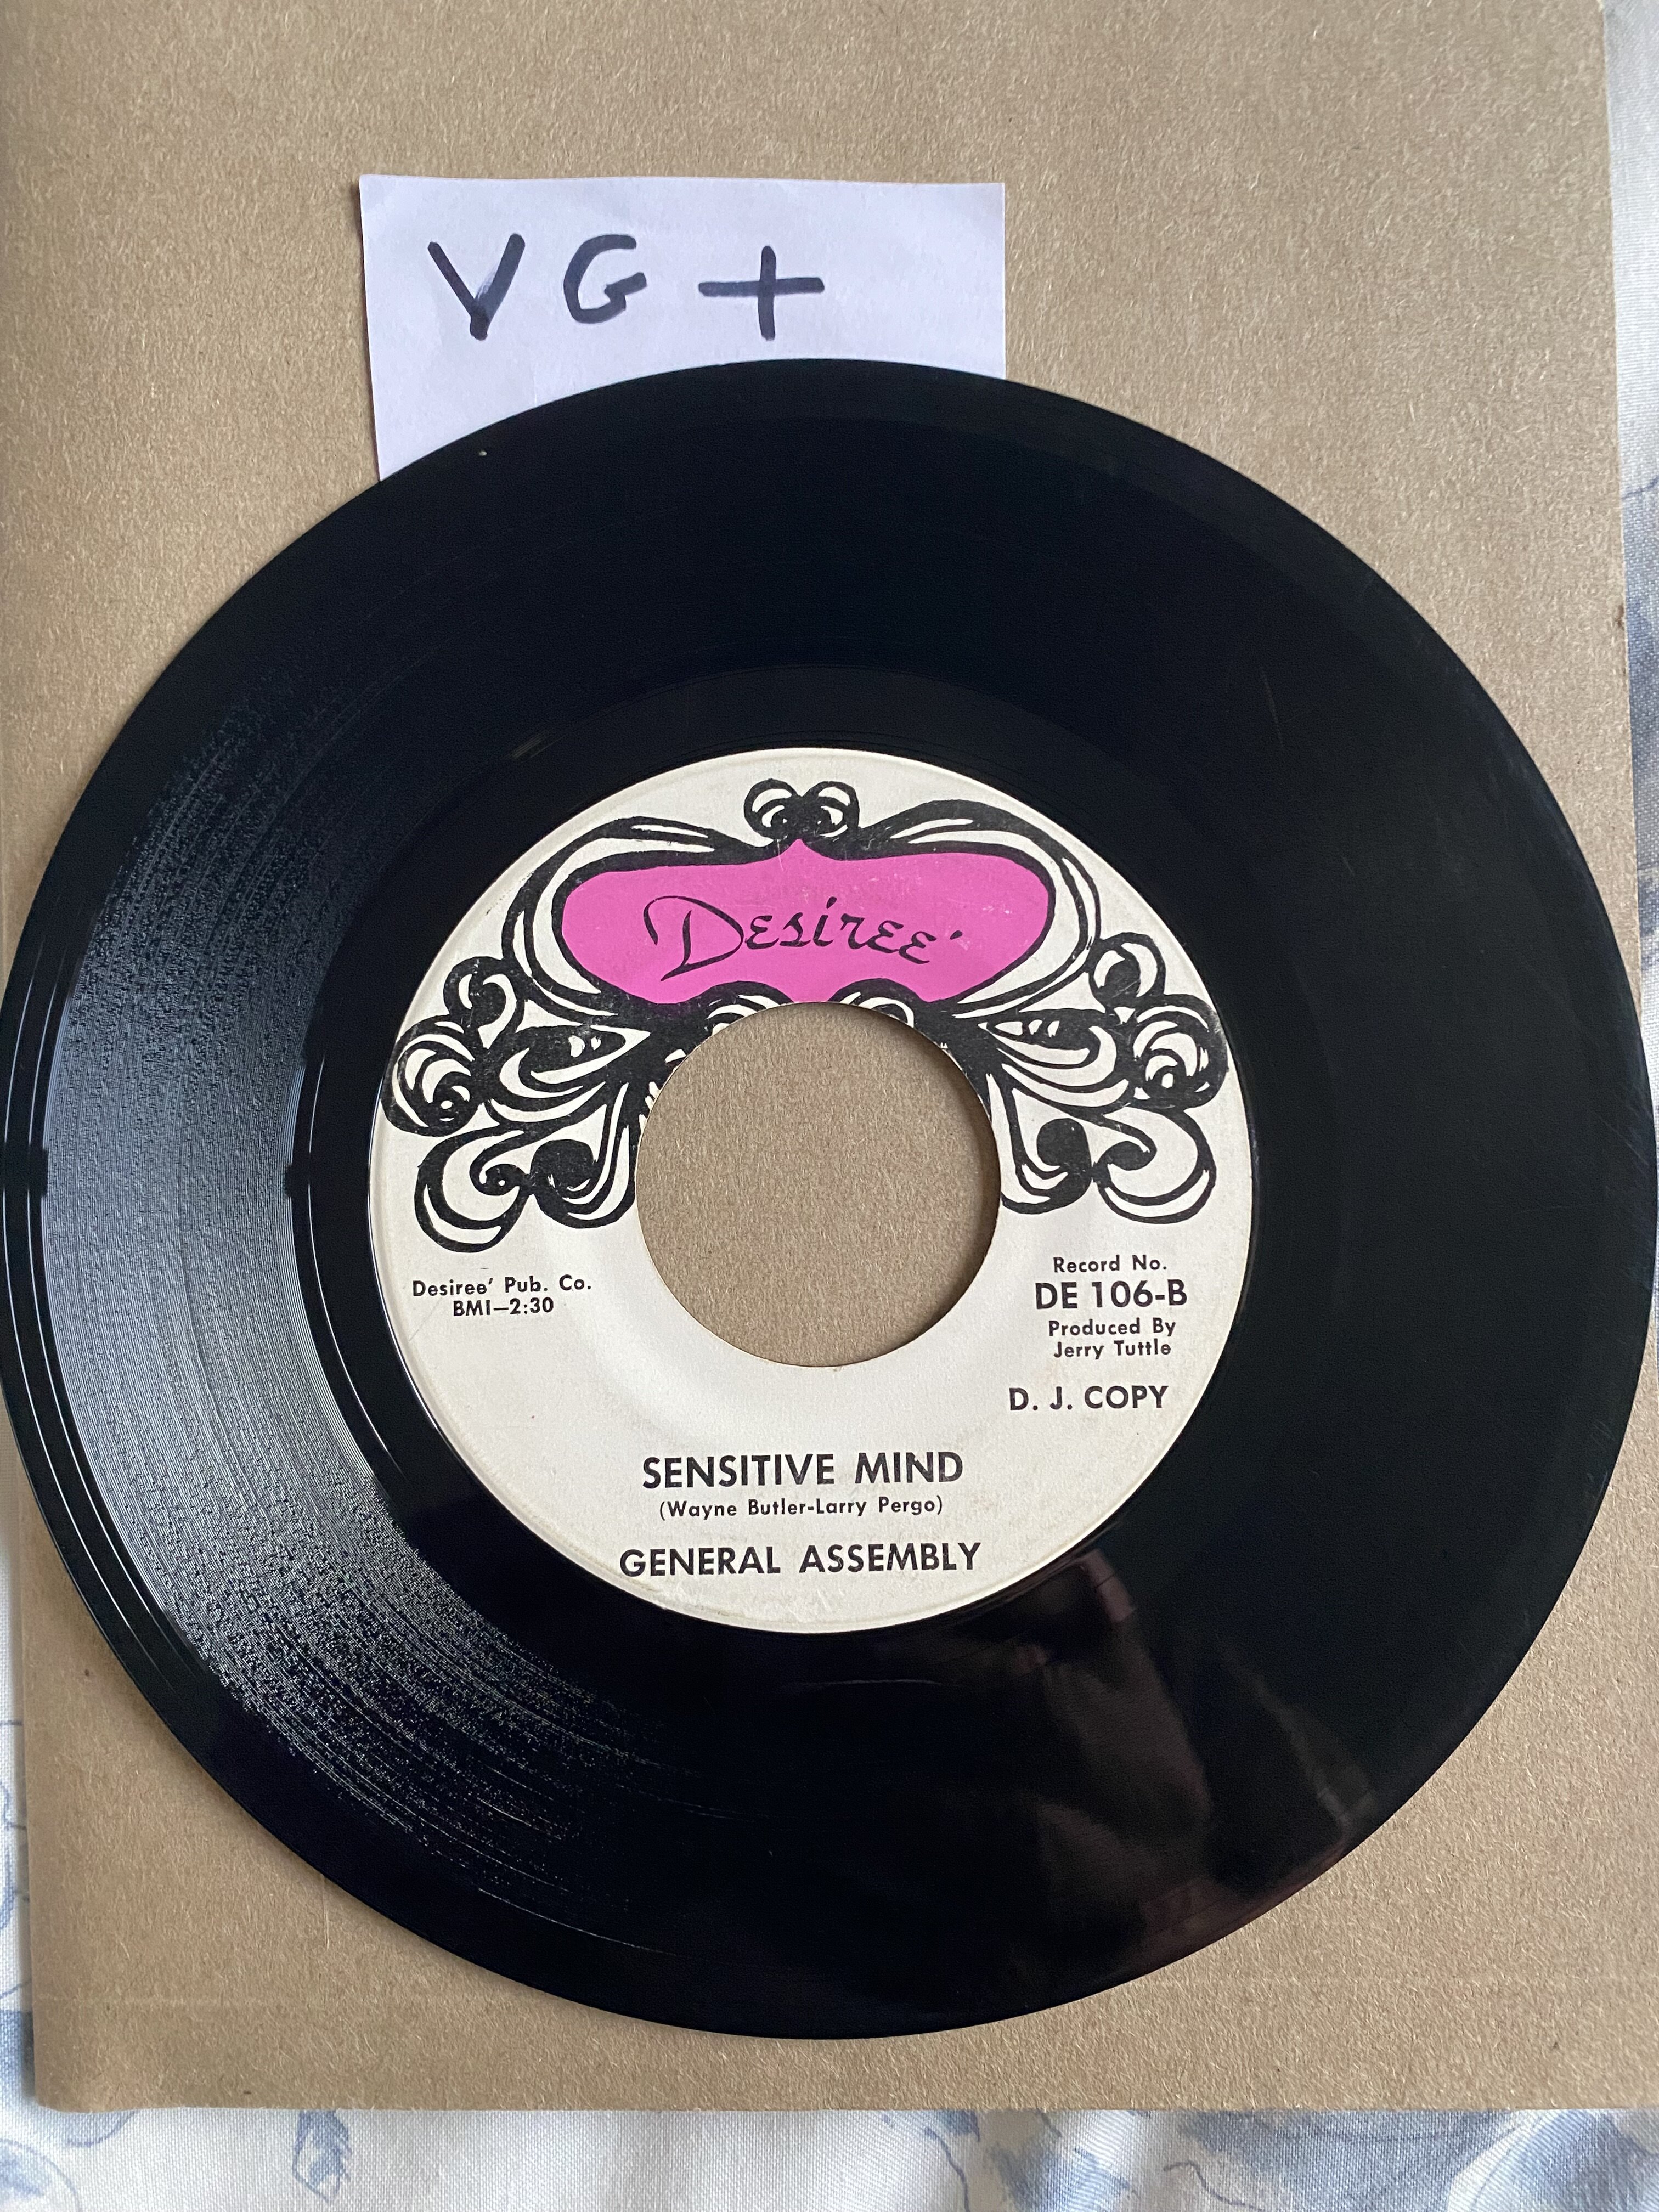 VG+
Desiree'
Desiree' Pub. Co.
BMI—2:30
Record No.
DE 106-B
Produced By
Jerry Tuttle
D. J. COPY
SENSITIVE MIND
(Wayne Butler-Larry Pergo)
GENERAL ASSEMBLY